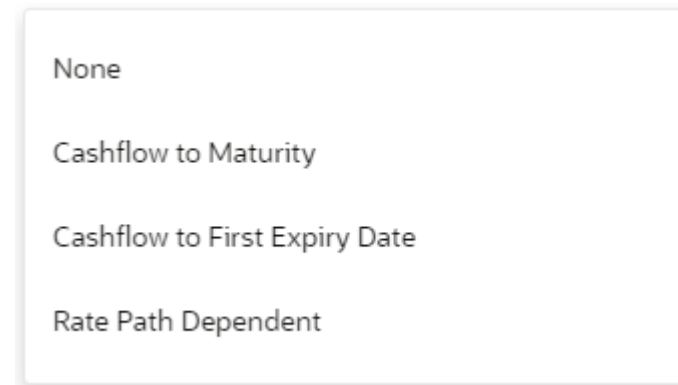 None
Cashflow to Maturity
Cashflow to First Expiry Date
Rate Path Dependent